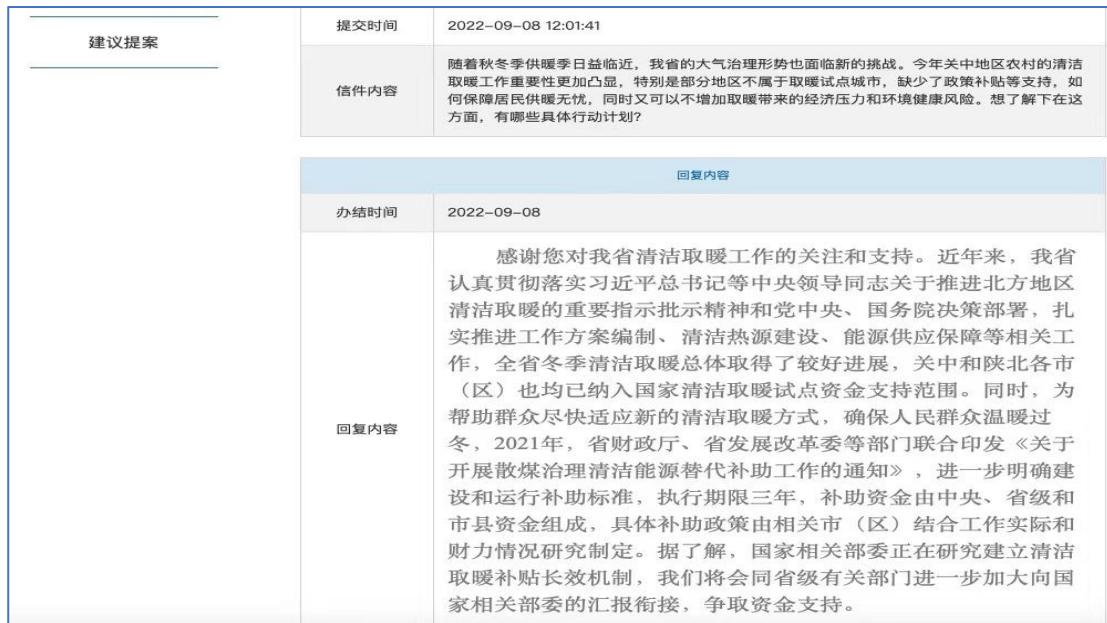 建议提案
提交时间
2022-09-08 12:01:41
信件内容
随着秋冬季供暖季日益临近，我省的大气治理形势也面临新的挑战。今年关中地区农村的清洁
取暖工作重要性更加凸显，特别是部分地区不属于取暖试点城市，缺少了政策补贴等支持，如
何保障居民供暖无忧，同时又可以不增加取暖带来的经济压力和环境健康风险。想了解下在这
方面，有哪些具体行动计划?
回复内容
办结时间
2022-09-08
回复内容
感谢您对我省清洁取暖工作的关注和支持。近年来，我省
认真贯彻落实习近平总书记等中央领导同志关于推进北方地区
清洁取暖的重要指示批示精神和党中央、国务院决策部署，扎
实推进工作方案编制、清洁热源建设、能源供应保障等相关工
作，全省冬季清洁取暖总体取得了较好进展，关中和陕北各市
（区）也均已纳入国家清洁取暖试点资金支持范围。同时，为
帮助群众尽快适应新的清洁取暖方式，确保人民群众温暖过
冬，2021年，省财政厅、省发展改革委等部门联合印发《关于
开展散煤治理清洁能源替代补助工作的通知》，进一步明确建
设和运行补助标准，执行期限三年，补助资金由中央、省级和
市县资金组成，具体补助政策由相关市（区）结合工作实际和
财力情况研究制定。据了解，国家相关部委正在研究建立清洁
取暖补贴长效机制，我们将会同省级有关部门进一步加大向国
家相关部委的汇报衔接，争取资金支持。